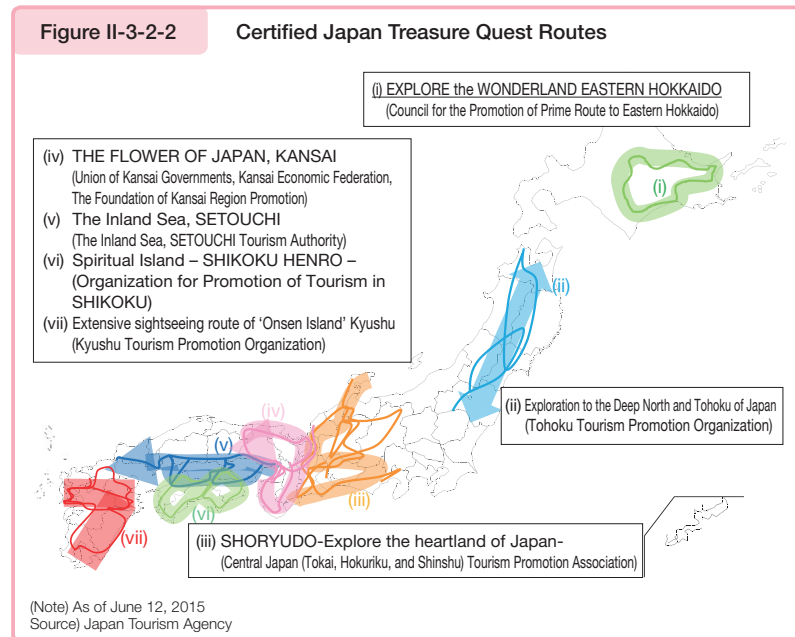 Figure II-3-2-2 Certified Japan Treasure Quest Routes
(i) EXPLORE the WONDERLAND EASTERN HOKKAIDO
(Council for the Promotion of Prime Route to Eastern Hokkaido)
(iv) THE FLOWER OF JAPAN, KANSAI
(Union of Kansai Governments, Kansai Economic Federation,
The Foundation of Kansai Region Promotion)
(v) The Inland Sea, SETOUCHI
(The Inland Sea, SETOUCHI Tourism Authority)
(vi) Spiritual Island – SHIKOKU HENRO –
(Organization for Promotion of Tourism in
SHIKOKU)
(vii) Extensive sightseeing route of ‘Onsen Island’ Kyushu
(Kyushu Tourism Promotion Organization)
(i)
(ii)
(ii) Exploration to the Deep North and Tohoku of Japan
(Tohoku Tourism Promotion Organization)
(iv)
(v)
(iii)
(vi)
(vii)
(iii) SHORYUDO-Explore the heartland of Japan-
(Central Japan (Tokai, Hokuriku, and Shinshu) Tourism Promotion Association)
(Note) As of June 12, 2015
Source) Japan Tourism Agency